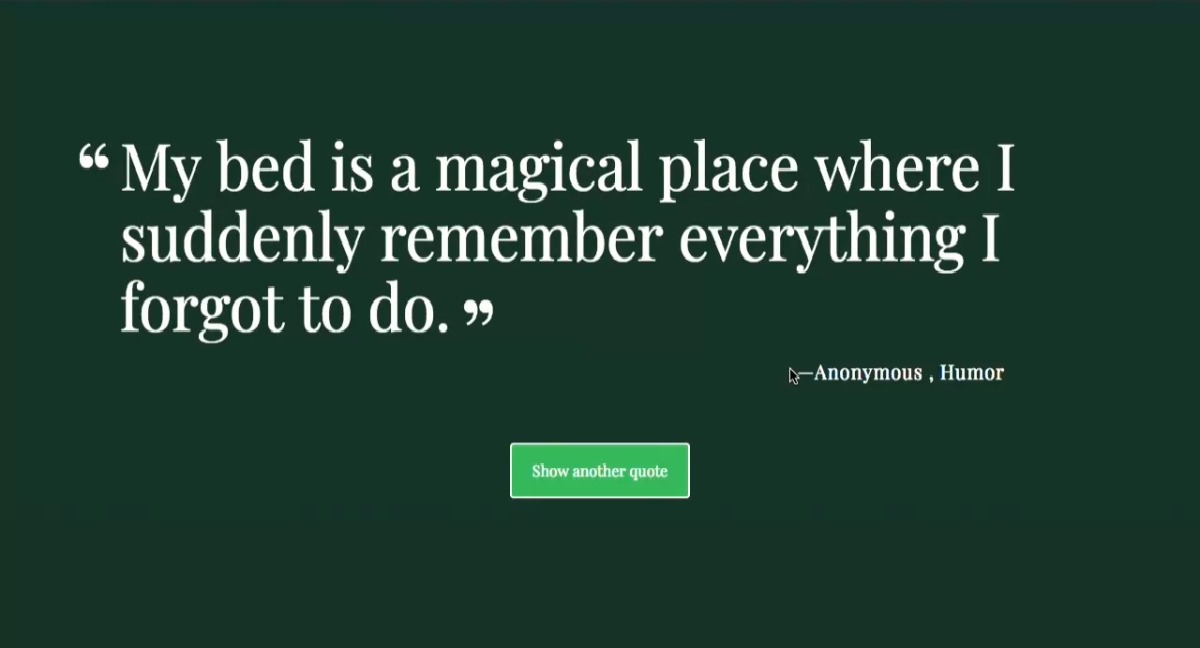 “ My bed is a magical place where I
suddenly remember everything I
forgot to do. ”
—Anonymous , Humor
Show another quote